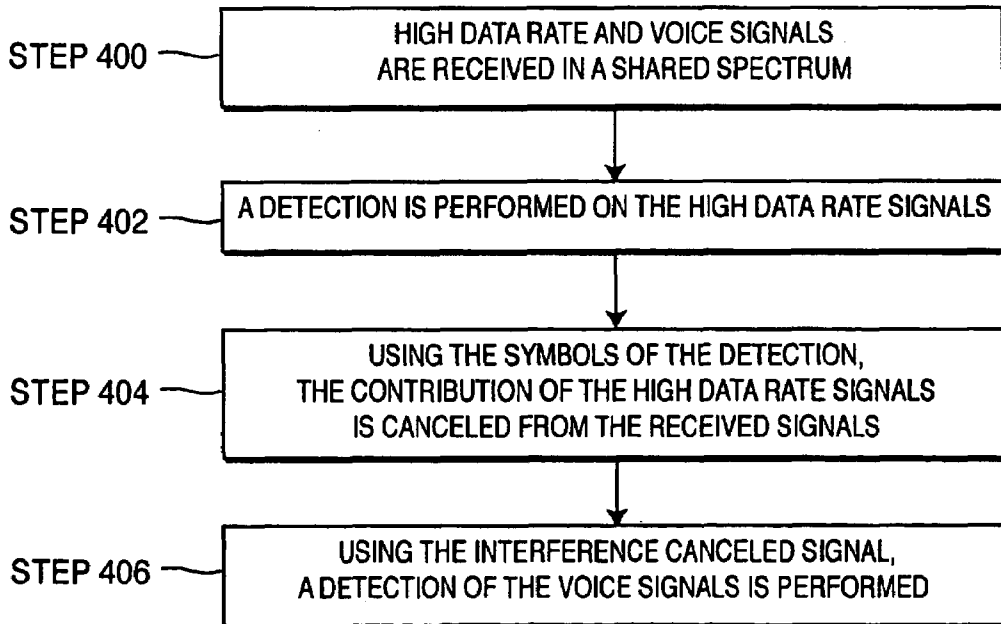 STEP 400
HIGH DATA RATE AND VOICE SIGNALS
ARE RECEIVED IN A SHARED SPECTRUM
STEP 402
A DETECTION IS PERFORMED ON THE HIGH DATA RATE SIGNALS
STEP 404
USING THE SYMBOLS OF THE DETECTION,
THE CONTRIBUTION OF THE HIGH DATA RATE SIGNALS
IS CANCELED FROM THE RECEIVED SIGNALS
STEP 406
USING THE INTERFERENCE CANCELED SIGNAL,
A DETECTION OF THE VOICE SIGNALS IS PERFORMED